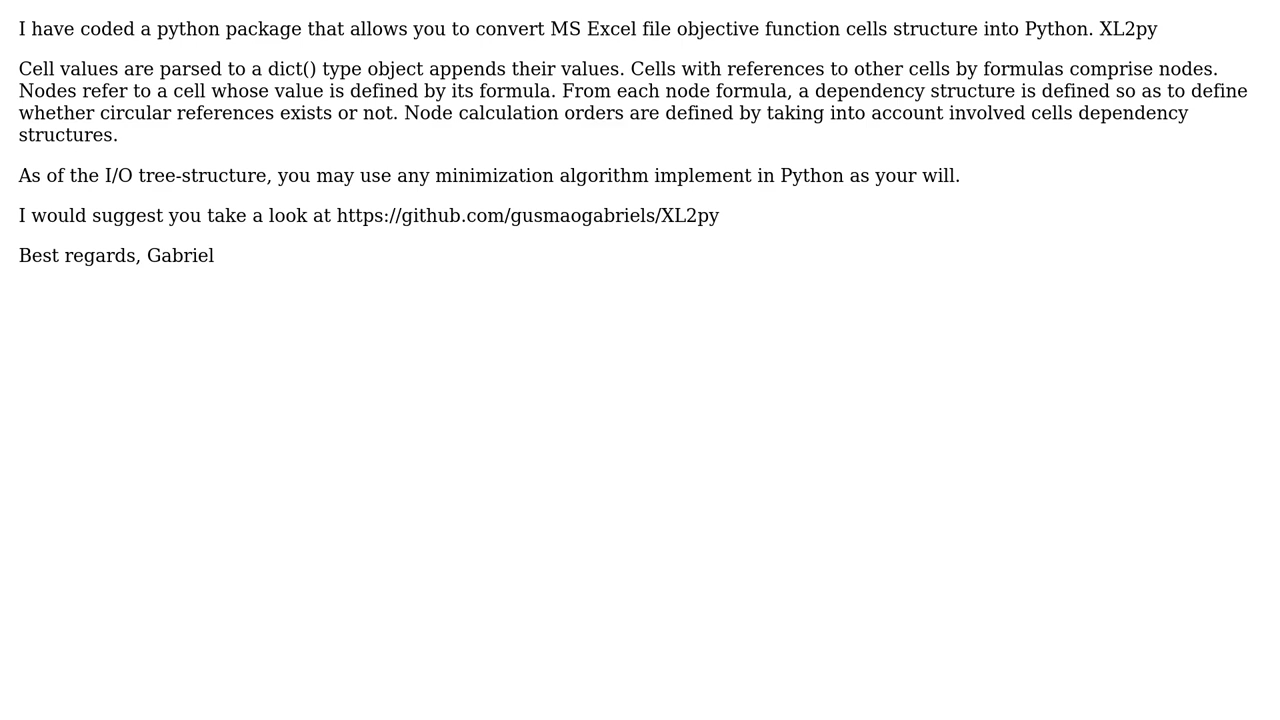 I have coded a python package that allows you to convert MS Excel file objective function cells structure into Python. XL2py
Cell values are parsed to a dict() type object appends their values. Cells with references to other cells by formulas comprise nodes.
Nodes refer to a cell whose value is defined by its formula. From each node formula, a dependency structure is defined so as to define
whether circular references exists or not. Node calculation orders are defined by taking into account involved cells dependency
structures.
As of the I/O tree-structure, you may use any minimization algorithm implement in Python as your will.
I would suggest you take a look at https://github.com/gusmaogabriels/XL2py
Best regards, Gabriel